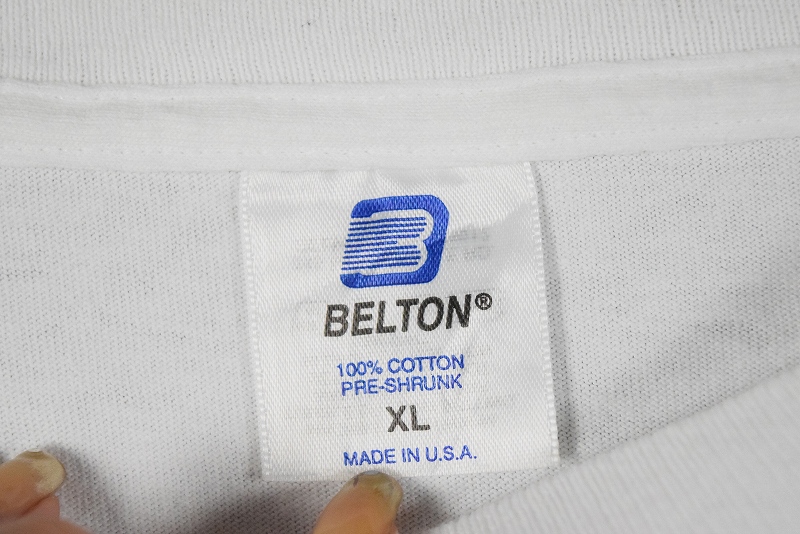 B
BELTON®
100% COTTON
PRE-SHRUNK
XL
MADE IN U.S.A.